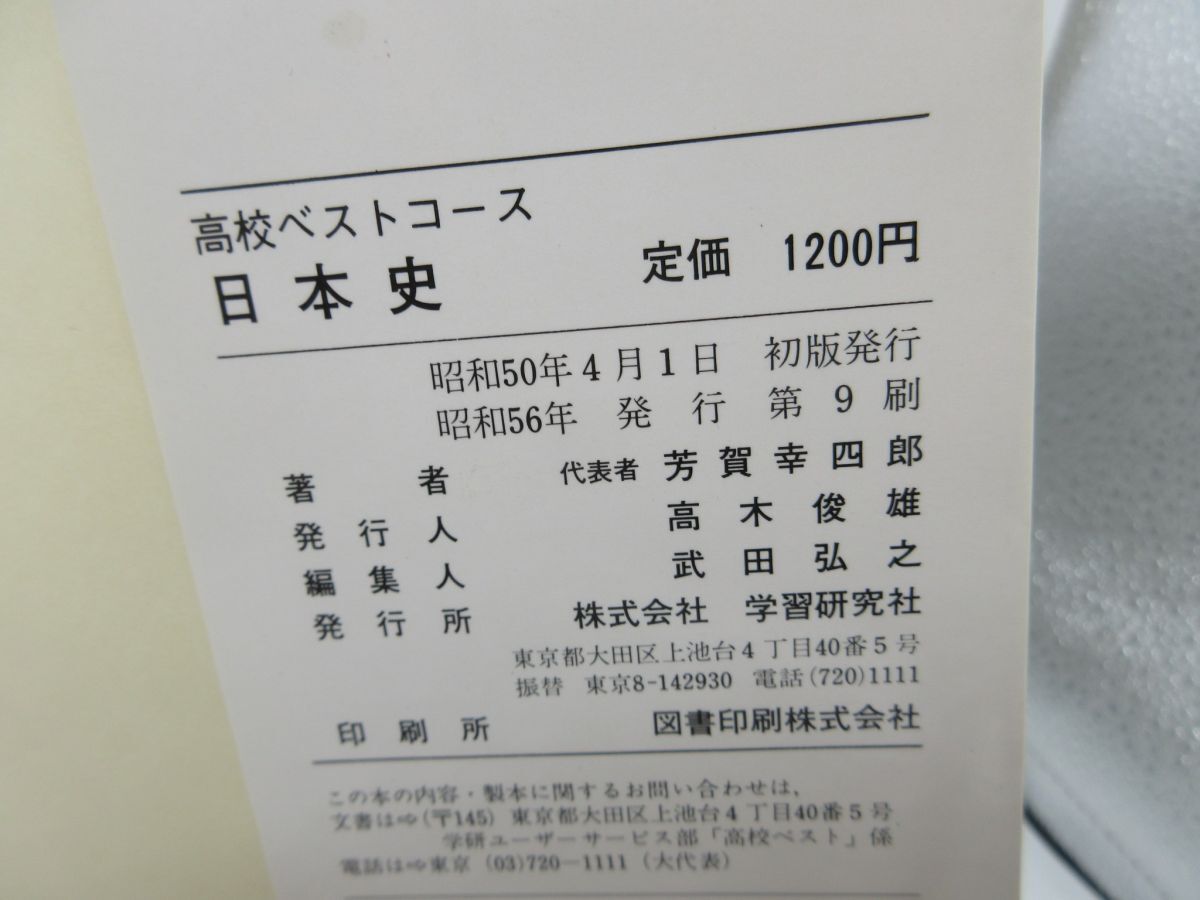 高校ベストコース
日本史 定価 1200円
昭和50年4月1日 初版発行
昭和56年 発行 第9刷
著者 代表者 芳賀幸四郎
発行人 高木俊雄
編集人 武田弘之
発行所 株式会社 学習研究社
東京都大田区上池台4丁目40番5号
振替 東京8-142930 電話(720)1111
印刷所 図書印刷株式会社
この本の内容・製本に関するお問い合わせは、
文書は⇨(〒145) 東京都大田区上池台4丁目40番5号
学研ユーザーサービス部「高校ベスト」係
電話は⇨東京 (03)720-1111 (大代表)